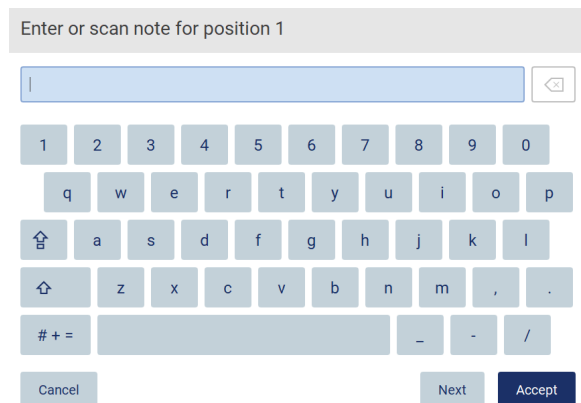 Enter or scan note for position 1
1 2 3 4 5 6 7 8 9 0
q w e r t y u i o p
a s d f g h j k l
z x c v b n m , .
# + = _ - /
Cancel Next Accept